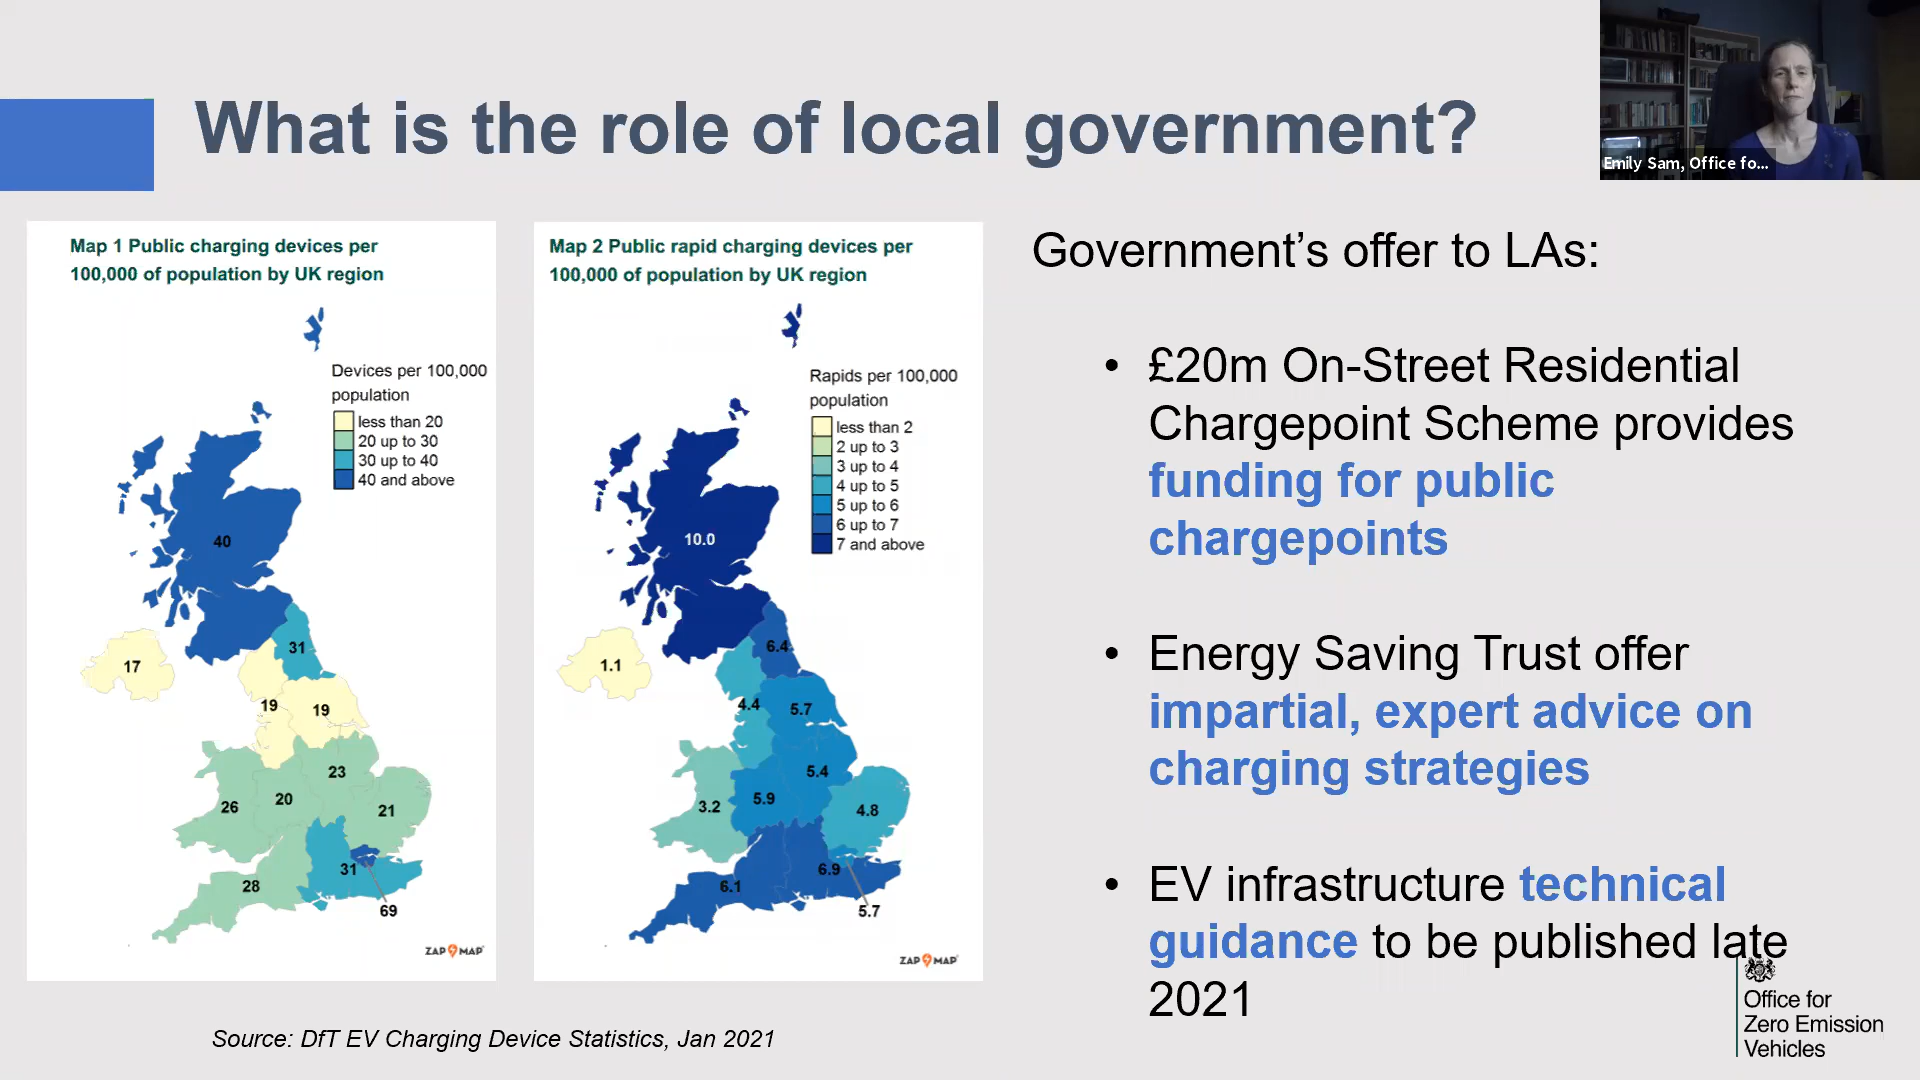 What is the role of local government?
Emily Sam, Office fo...
Map 1 Public charging devices per
100,000 of population by UK region
Devices per 100,000
population
less than 20
20 up to 30
30 up to 40
40 and above
40
31
17
19
19
23
26
20
21
31
28
69
ZAP MAP
Map 2 Public rapid charging devices per
100,000 of population by UK region
Rapids per 100,000
population
less than 2
2 up to 3
3 up to 4
4 up to 5
5 up to 6
6 up to 7
7 and above
10.0
6.4
1.1
4.4
5.7
5.4
3.2
5.9
4.8
6.9
6.1
5.7
ZAP MAP
Source: DfT EV Charging Device Statistics, Jan 2021
Government’s offer to LAs:
• £20m On-Street Residential
Chargepoint Scheme provides
funding for public
chargepoints
• Energy Saving Trust offer
impartial, expert advice on
charging strategies
• EV infrastructure technical
guidance to be published late
2021
Office for
Zero Emission
Vehicles